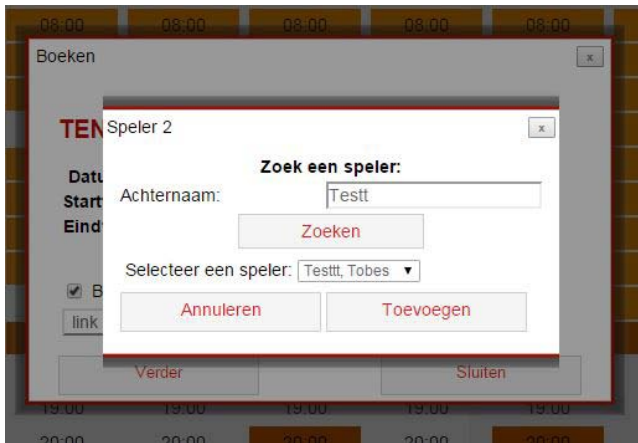 08:00 08:00 08:00 08:00 08:00
Boeken x
TEN
Speler 2 x
Zoek een speler:
Datu
Achternaam: Testt
Start
Eind
Zoeken
Selecteer een speler: Testtt, Tobes
B
Annuleren Toevoegen
link
Verder Sluiten
19:00 19:00 19:00 19:00 19:00
20:00 20:00 20:00 20:00 20:00